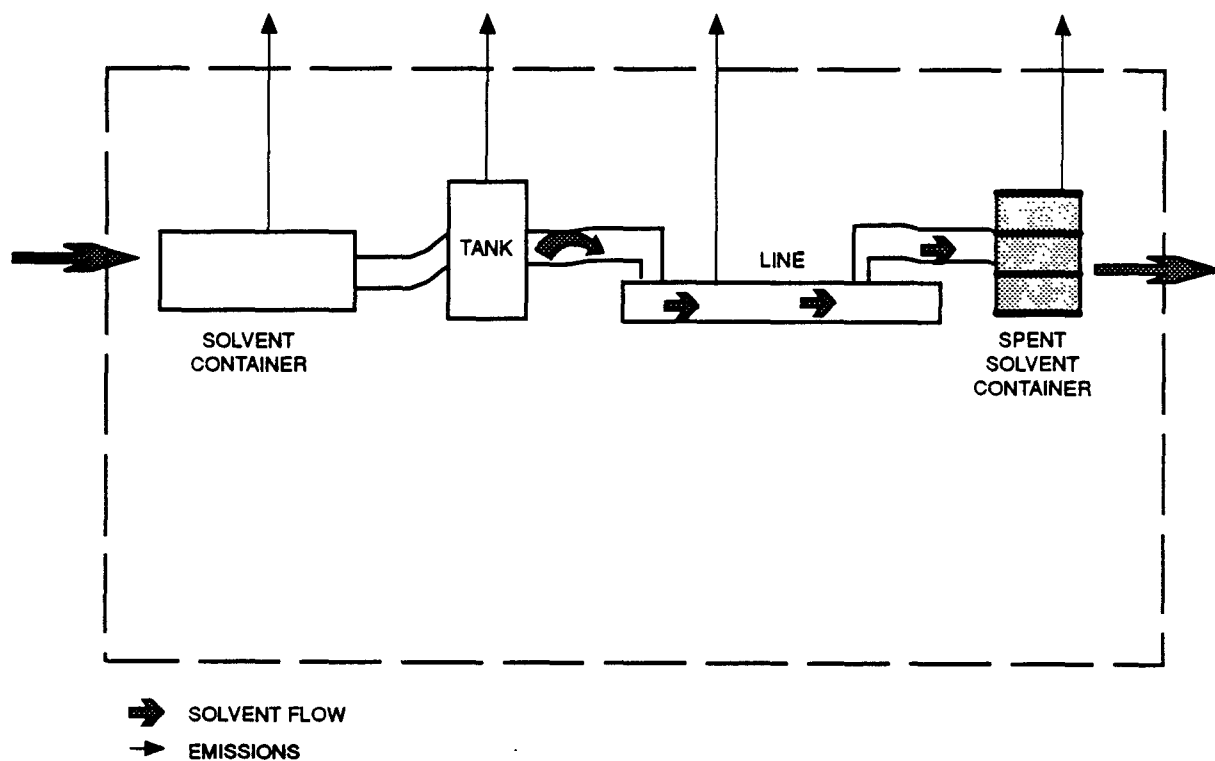 TANK
LINE
SOLVENT
CONTAINER
SPENT
SOLVENT
CONTAINER
SOLVENT FLOW
EMISSIONS